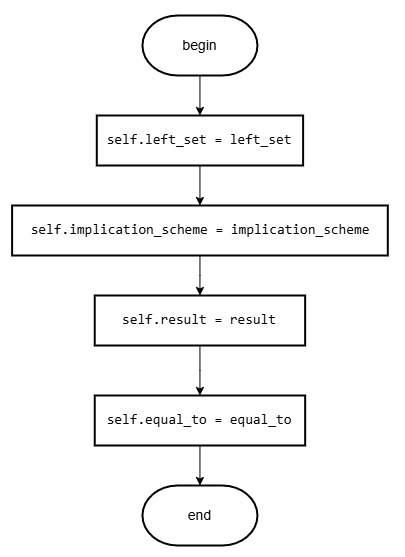 begin
self.left_set = left_set
self.implication_scheme = implication_scheme
self.result = result
self.equal_to = equal_to
end